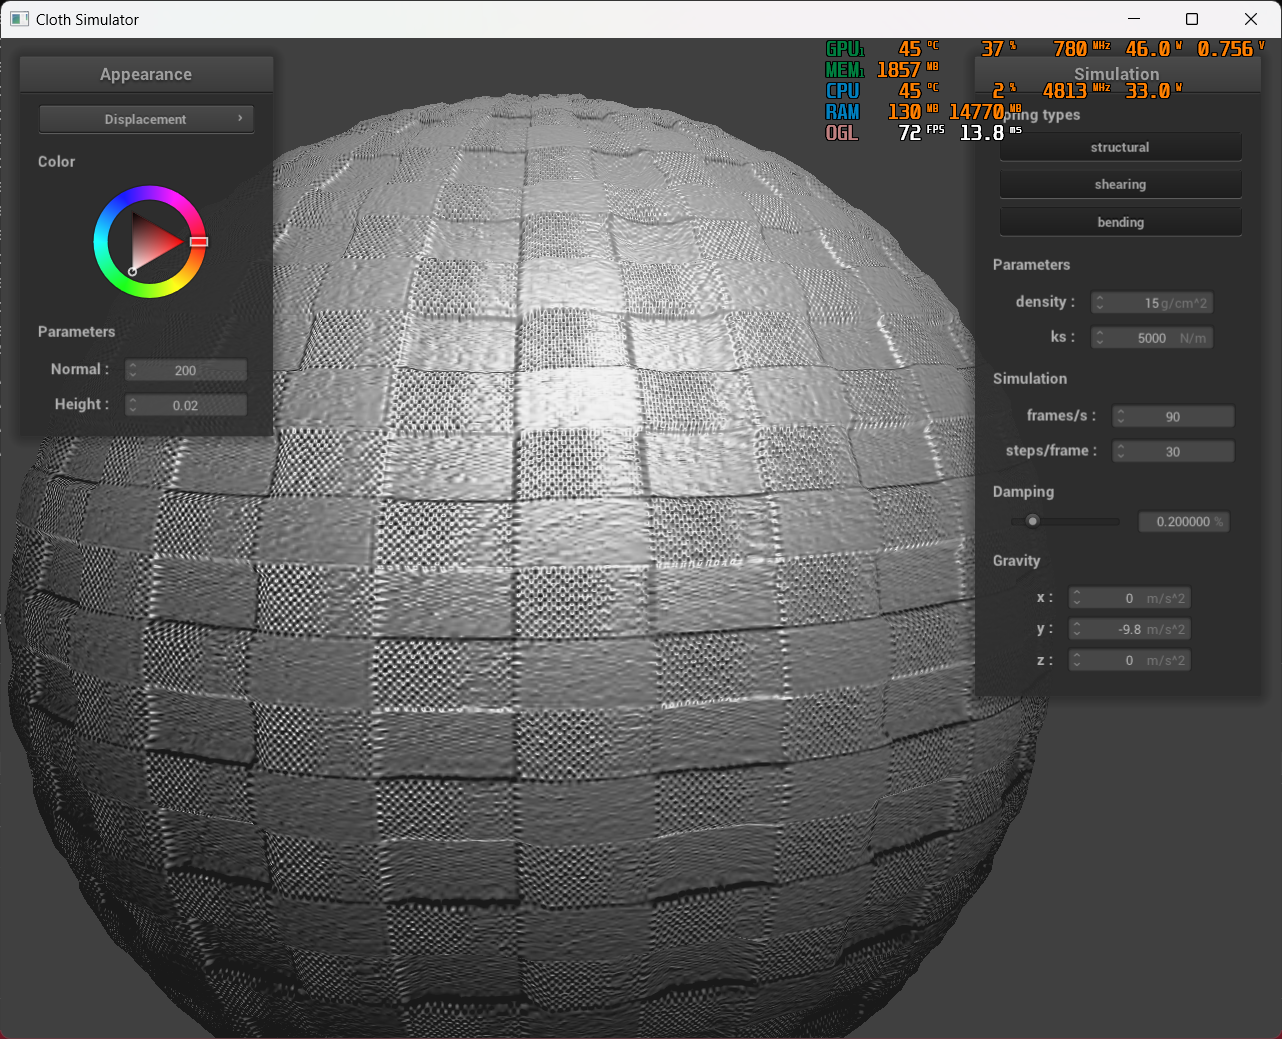 Cloth Simulator
GPU1 45 °C 37 % 780 MHz 46.0 W 0.756 V
MEM1 1857 MB
CPU 45 °C 2 % 4813 MHz 33.0 W
RAM 130 MB 14770 MB
OGL 72 FPS 13.8 ms
Appearance
Displacement
Color
Parameters
Normal : 200
Height : 0.02
Simulation
pring types
structural
shearing
bending
Parameters
density : 15 g/cm^2
ks : 5000 N/m
Simulation
frames/s : 90
steps/frame : 30
Damping
0.200000 %
Gravity
x : 0 m/s^2
y : -9.8 m/s^2
z : 0 m/s^2